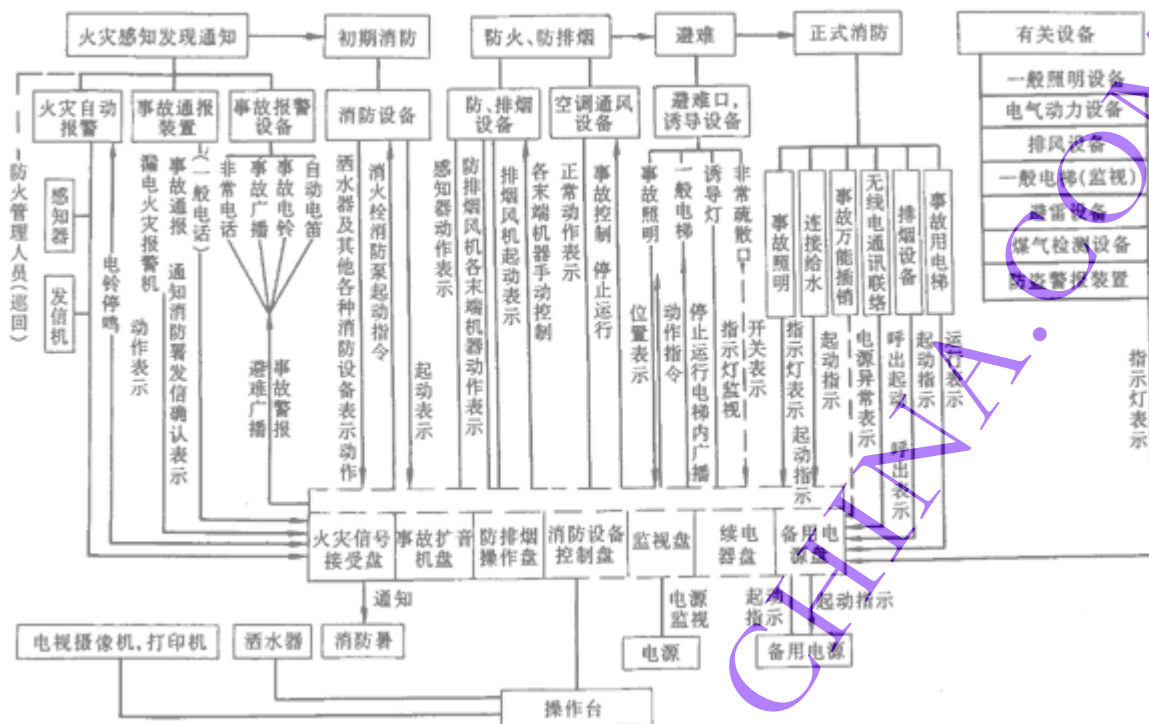 火灾感知发现通知
初期消防
防火、防排烟
避难
正式消防
有关设备
火灾自动
报警
事故通报
装置
事故报警
设备
消防设备
防、排烟
设备
空调通风
设备
避难口,
诱导设备
一般照明设备
电气动力设备
排风设备
一般电梯(监视)
避雷设备
煤气检测设备
防盗警报装置
防火管理人员(巡回)
感知器
发信机
电铃停鸣
漏电火灾报警机
动作表示
事故通报
通知消防署发信确认表示
(一般电话)
非常电话
事故广播
事故电铃
自动电笛
避难广播
事故警报
洒水器及其他各种消防设备表示动作
消火栓消防泵起动指令
起动表示
感知器动作表示
防排烟风机各末端机器动作表示
排烟风机起动表示
各末端机器手动控制
正常动作表示
事故控制
停止运行
事故照明
位置表示
一般电梯
动作指令
停止运行电梯内广播
诱导灯
指示灯监视
非常疏散口
开关表示
事故照明
连接给水
事故万能插销
无线电通讯联络
排烟设备
事故用电梯
指示灯表示
起动指示
起动指示
电源异常表示
呼出起动
呼出表示
起动指示
运行表示
指示灯表示
火灾信号
接受盘
事故扩音
机盘
防排烟
操作盘
消防设备
控制盘
监视盘
续电
器盘
备用电
源盘
通知
电源
监视
起动
指示
起动指示
电视摄像机,打印机
洒水器
消防暑
电源
备用电源
操作台
CHINA.COM